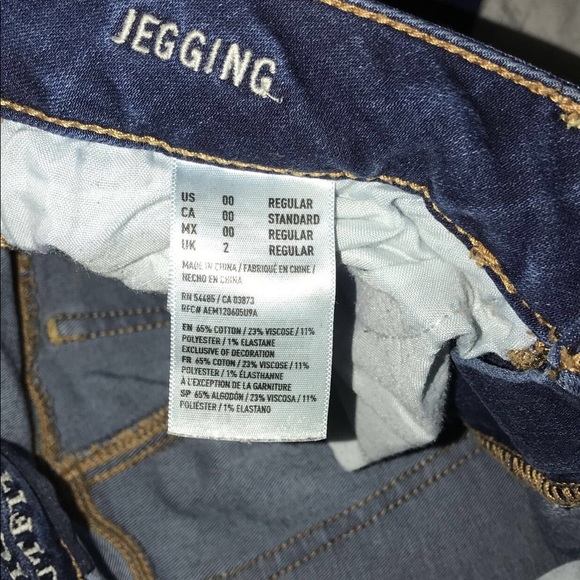 JEGGING
US 00 REGULAR
CA 00 STANDARD
MX 00 REGULAR
UK 2 REGULAR
MADE IN CHINA / FABRIQUÉ EN CHINE /
HECHO EN CHINA
RN 54485 / CA 03873
RFC# AEM120605U9A
EN 65% COTTON / 23% VISCOSE / 11%
POLYESTER / 1% ELASTANE
EXCLUSIVE OF DECORATION
FR 65% COTON / 23% VISCOSE / 11%
POLYESTER / 1% ÉLASTHANNE
À L'EXCEPTION DE LA GARNITURE
SP 65% ALGODÓN / 23% VISCOSA / 11%
POLIÉSTER / 1% ELASTANO